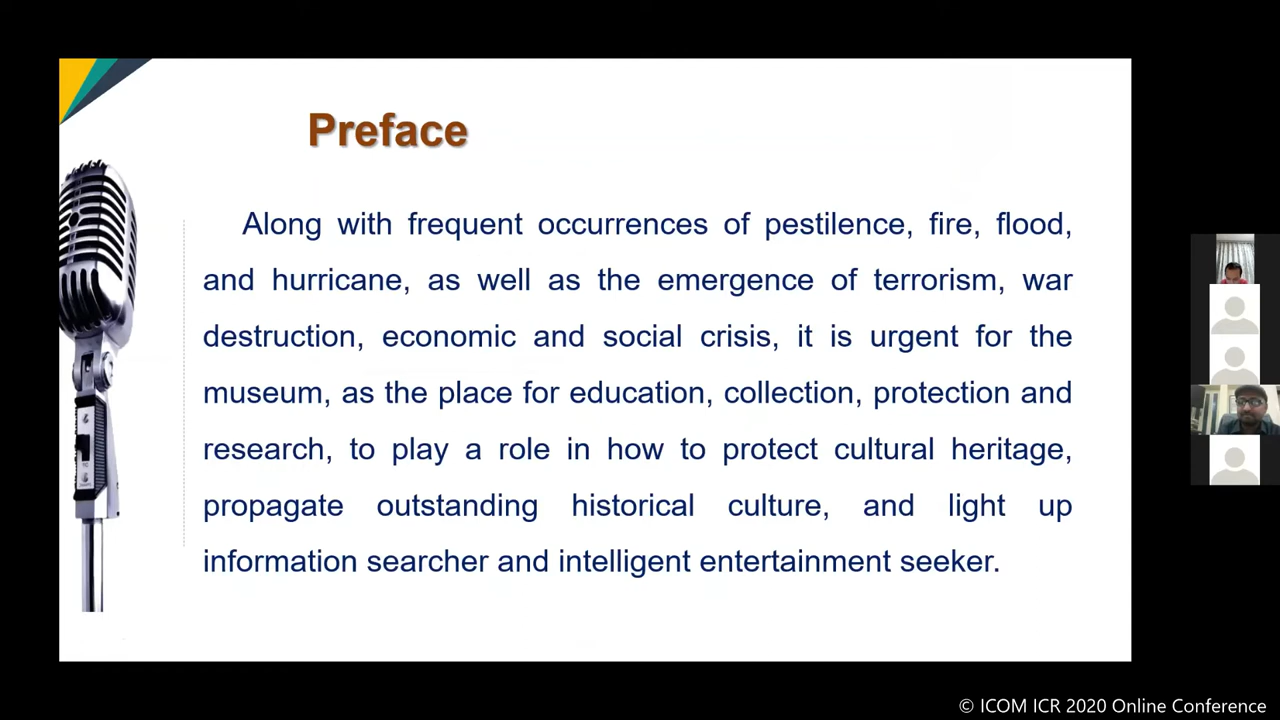 Preface
Along with frequent occurrences of pestilence, fire, flood,
and hurricane, as well as the emergence of terrorism, war
destruction, economic and social crisis, it is urgent for the
museum, as the place for education, collection, protection and
research, to play a role in how to protect cultural heritage,
propagate outstanding historical culture, and light up
information searcher and intelligent entertainment seeker.
© ICOM ICR 2020 Online Conference